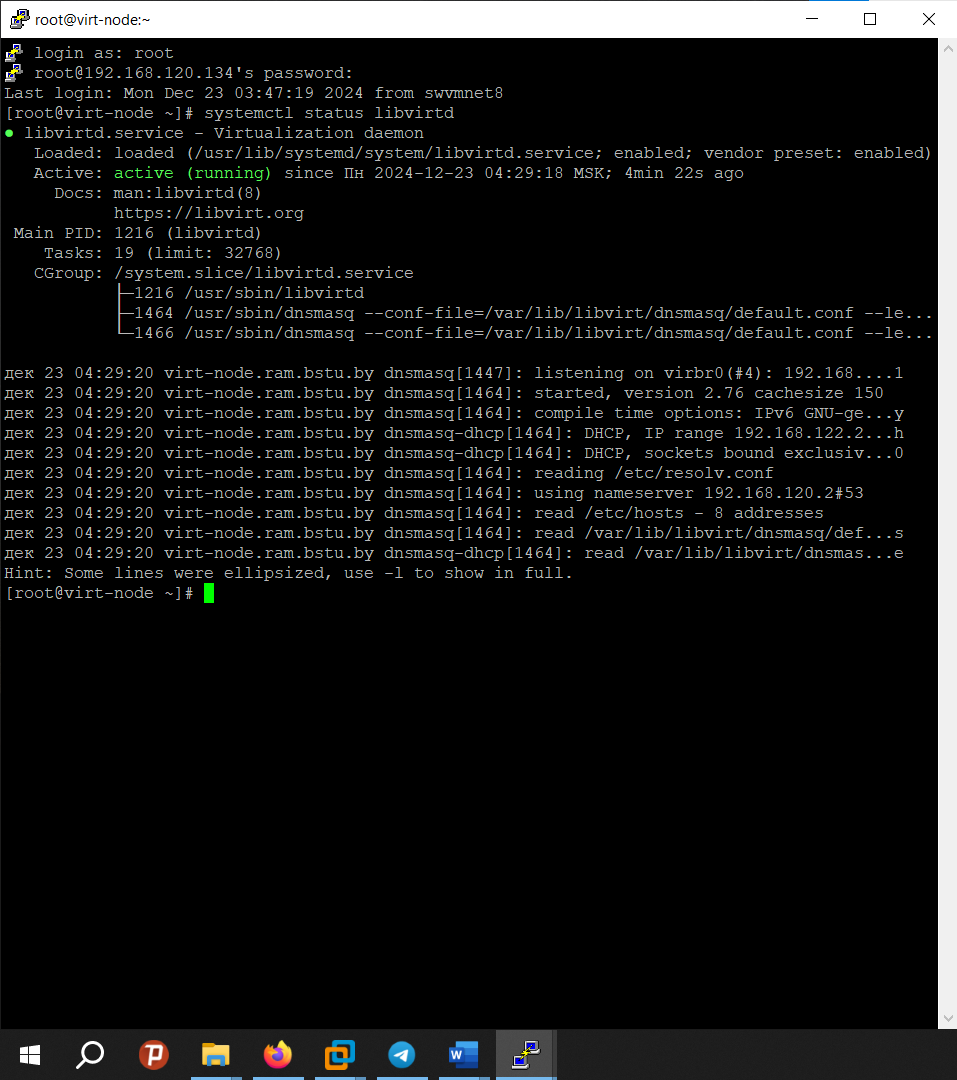 root@virt-node:~
login as: root
root@192.168.120.134's password:
Last login: Mon Dec 23 03:47:19 2024 from swvmnet8
[root@virt-node ~]# systemctl status libvirtd
● libvirtd.service - Virtualization daemon
   Loaded: loaded (/usr/lib/systemd/system/libvirtd.service; enabled; vendor preset: enabled)
   Active: active (running) since Пн 2024-12-23 04:29:18 MSK; 4min 22s ago
     Docs: man:libvirtd(8)
           https://libvirt.org
 Main PID: 1216 (libvirtd)
    Tasks: 19 (limit: 32768)
   CGroup: /system.slice/libvirtd.service
           ├─1216 /usr/sbin/libvirtd
           ├─1464 /usr/sbin/dnsmasq --conf-file=/var/lib/libvirt/dnsmasq/default.conf --le...
           └─1466 /usr/sbin/dnsmasq --conf-file=/var/lib/libvirt/dnsmasq/default.conf --le...
дек 23 04:29:20 virt-node.ram.bstu.by dnsmasq[1447]: listening on virbr0(#4): 192.168....1
дек 23 04:29:20 virt-node.ram.bstu.by dnsmasq[1464]: started, version 2.76 cachesize 150
дек 23 04:29:20 virt-node.ram.bstu.by dnsmasq[1464]: compile time options: IPv6 GNU-ge...y
дек 23 04:29:20 virt-node.ram.bstu.by dnsmasq-dhcp[1464]: DHCP, IP range 192.168.122.2...h
дек 23 04:29:20 virt-node.ram.bstu.by dnsmasq-dhcp[1464]: DHCP, sockets bound exclusiv...0
дек 23 04:29:20 virt-node.ram.bstu.by dnsmasq[1464]: reading /etc/resolv.conf
дек 23 04:29:20 virt-node.ram.bstu.by dnsmasq[1464]: using nameserver 192.168.120.2#53
дек 23 04:29:20 virt-node.ram.bstu.by dnsmasq[1464]: read /etc/hosts - 8 addresses
дек 23 04:29:20 virt-node.ram.bstu.by dnsmasq[1464]: read /var/lib/libvirt/dnsmasq/def...s
дек 23 04:29:20 virt-node.ram.bstu.by dnsmasq-dhcp[1464]: read /var/lib/libvirt/dnsmas...e
Hint: Some lines were ellipsized, use -l to show in full.
[root@virt-node ~]#